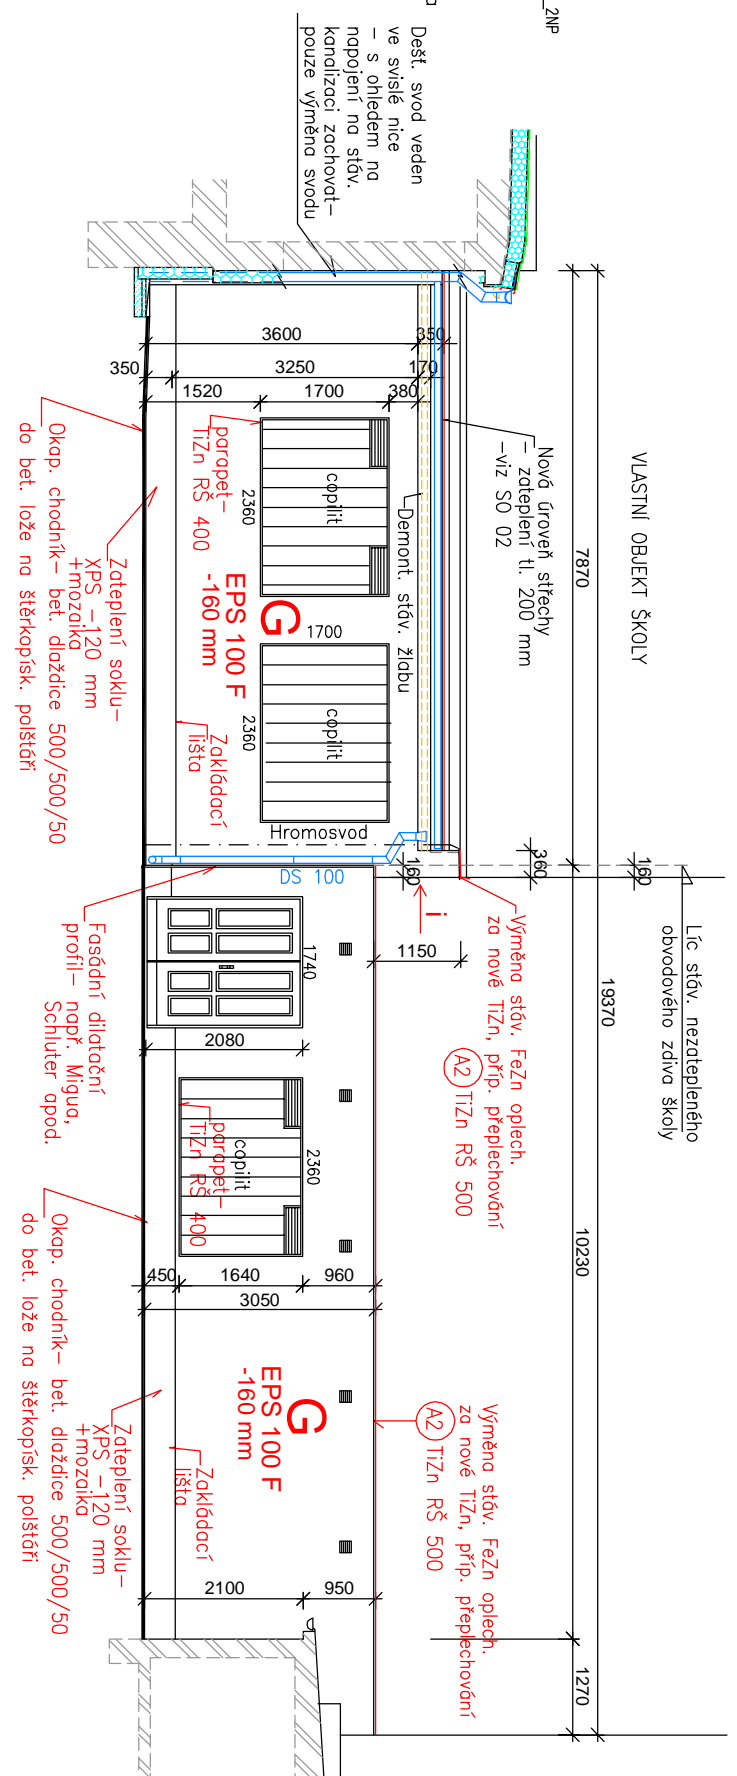 2NP
Dešť. svod veden
ve svislé nice
– s ohledem na
napojení na stáv.
kanalizaci zachovat–
pouze výměna svodu
VLASTNÍ OBJEKT ŠKOLY
Nová úroveň střechy
– zateplení tl. 200 mm
–viz SO 02
7870
19370
10230
1270
3600
350
350
3250
170
1520
1700
380
parapet–
TiZn RŠ 400
copilit
2360
Demont. stáv. žlabu
G
EPS 100 F
-160 mm
1700
copilit
2360
Zakládací
lišta
Zateplení soklu–
XPS –120 mm
+mozaika
Okap. chodník– bet. dlaždice 500/500/50
do bet. lože na štěrkopísk. polštáři
Hromosvod
DS 100
160
360
160
i
1150
Líc stáv. nezatepleného
obvodového zdiva školy
Výměna stáv. FeZn oplech.
za nové TiZn, příp. přeplechování
A2 TiZn RŠ 500
Fasádní dilatační
profil– např. Migua,
Schluter apod.
1740
2080
parapet–
TiZn RŠ 400
copilit
2360
450
1640
960
3050
G
EPS 100 F
-160 mm
Výměna stáv. FeZn oplech.
za nové TiZn, příp. přeplechování
A2 TiZn RŠ 500
Zakládací
lišta
Zateplení soklu–
XPS –120 mm
+mozaika
Okap. chodník– bet. dlaždice 500/500/50
do bet. lože na štěrkopísk. polštáři
2100
950